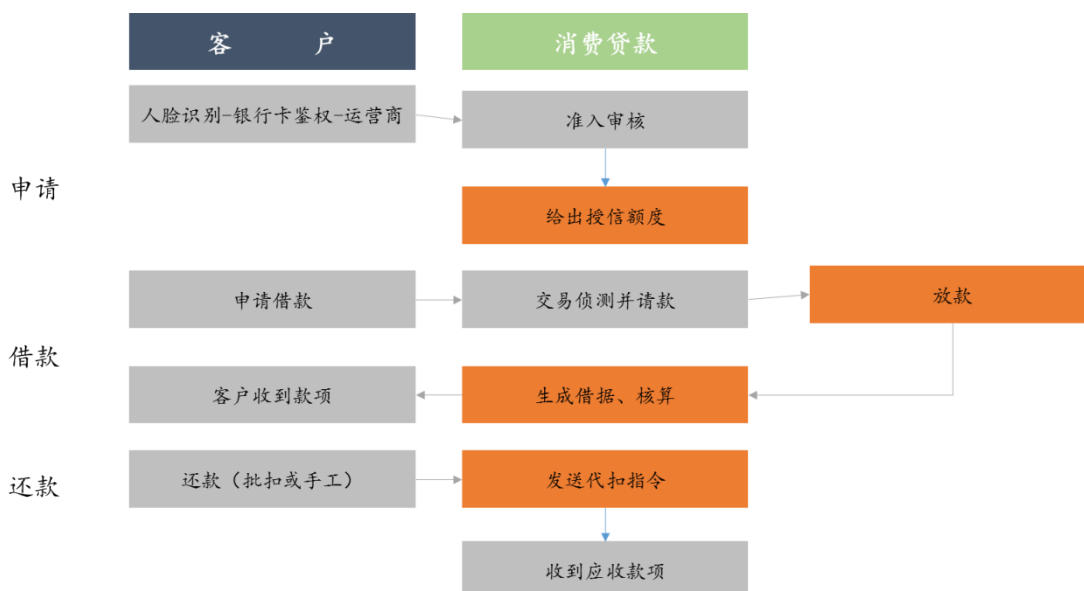 客 户
消费贷款
人脸识别-银行卡鉴权-运营商
准入审核
申请
给出授信额度
申请借款
交易侦测并请款
放款
借款
客户收到款项
生成借据、核算
还款（批扣或手工）
发送代扣指令
还款
收到应收款项